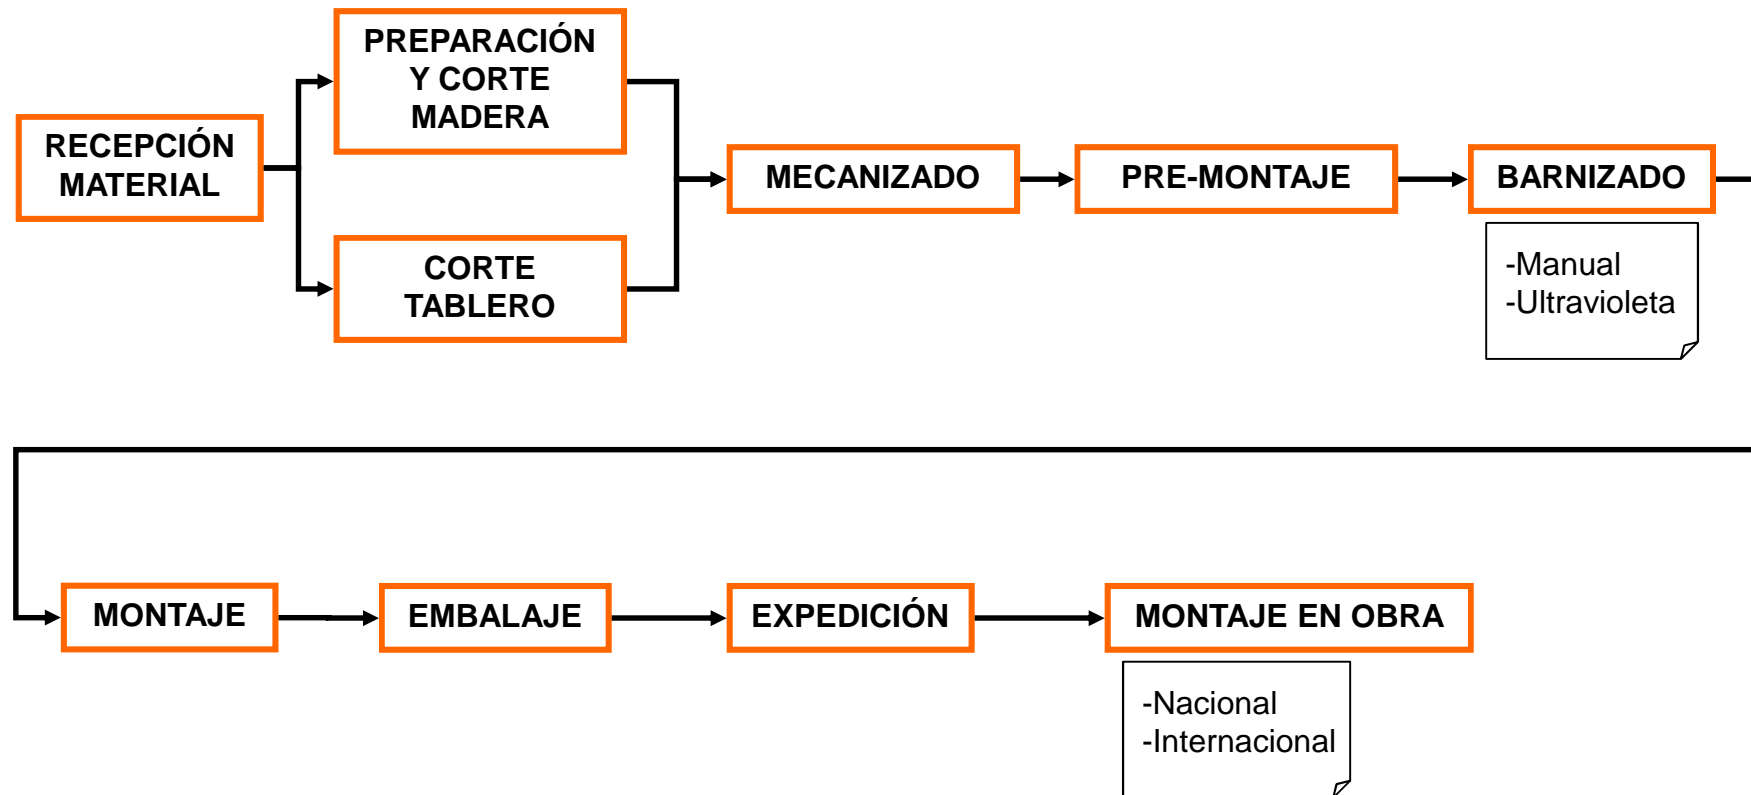 RECEPCIÓN
MATERIAL
PREPARACIÓN
Y CORTE
MADERA
CORTE
TABLERO
MECANIZADO
PRE-MONTAJE
BARNIZADO
-Manual
-Ultravioleta
MONTAJE
EMBALAJE
EXPEDICIÓN
MONTAJE EN OBRA
-Nacional
-Internacional